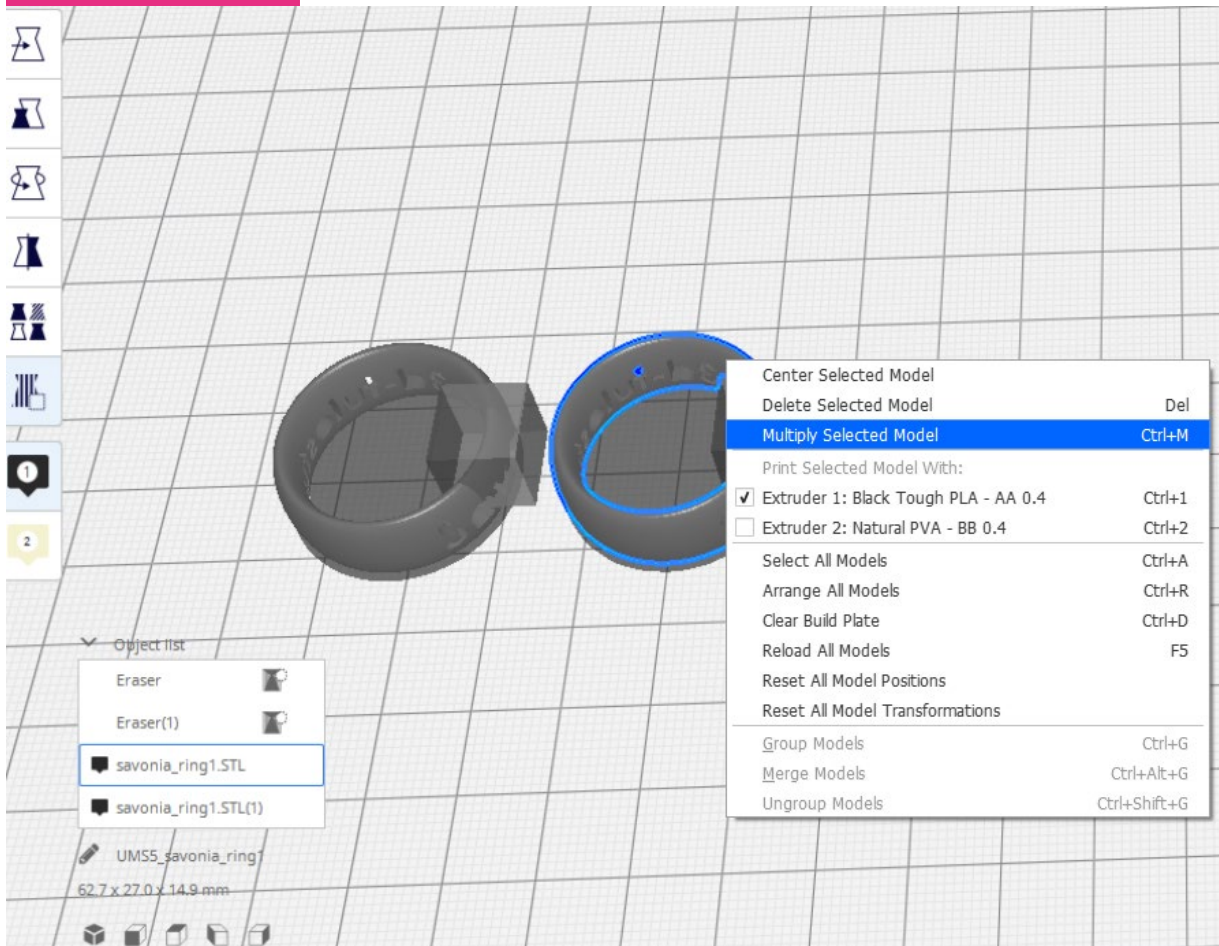 1
2
Center Selected Model
Delete Selected Model Del
Multiply Selected Model Ctrl+M
Print Selected Model With:
Extruder 1: Black Tough PLA - AA 0.4 Ctrl+1
Extruder 2: Natural PVA - BB 0.4 Ctrl+2
Select All Models Ctrl+A
Arrange All Models Ctrl+R
Clear Build Plate Ctrl+D
Reload All Models F5
Reset All Model Positions
Reset All Model Transformations
Group Models Ctrl+G
Merge Models Ctrl+Alt+G
Ungroup Models Ctrl+Shift+G
Object list
Eraser
Eraser(1)
savonia_ring1.STL
savonia_ring1.STL(1)
UMS5_savonia_ring1
62.7 x 27.0 x 14.9 mm